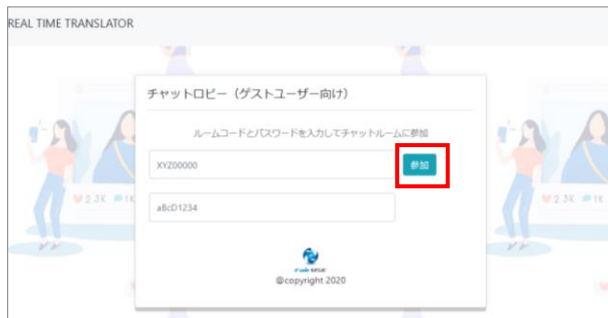 REAL TIME TRANSLATOR
チャットロビー（ゲストユーザー向け）
ルームコードとパスワードを入力してチャットルームに参加
XYZ00000
参加
aBcD1234
@copyright 2020
2.3K
1K
2.3K
1K